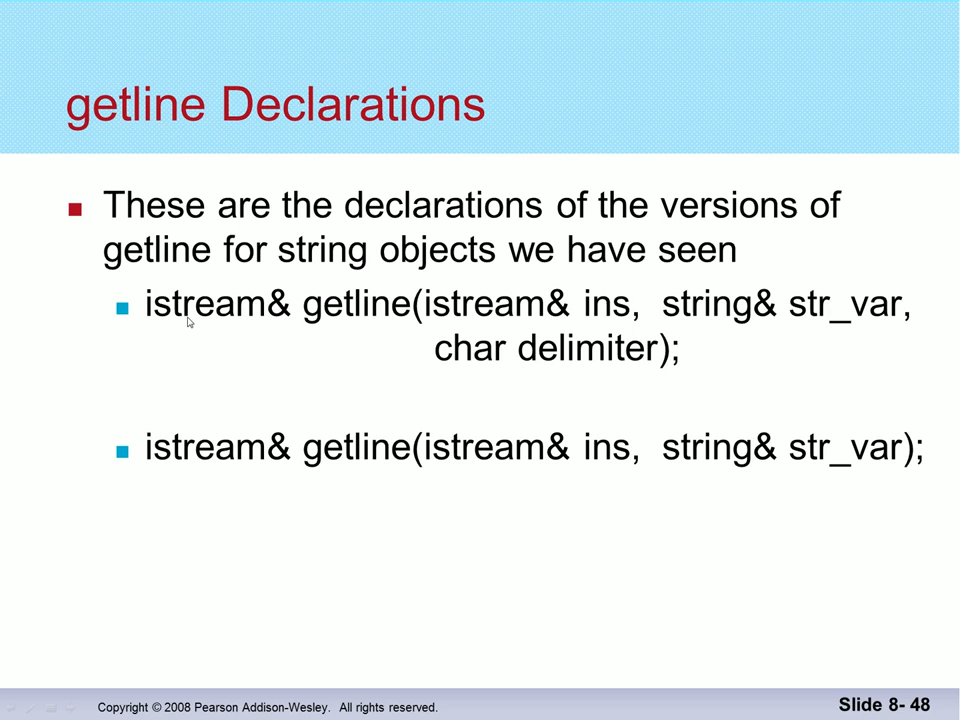 getline Declarations
These are the declarations of the versions of
getline for string objects we have seen
istream& getline(istream& ins, string& str_var,
char delimiter);
istream& getline(istream& ins, string& str_var);
Copyright © 2008 Pearson Addison-Wesley. All rights reserved.
Slide 8- 48